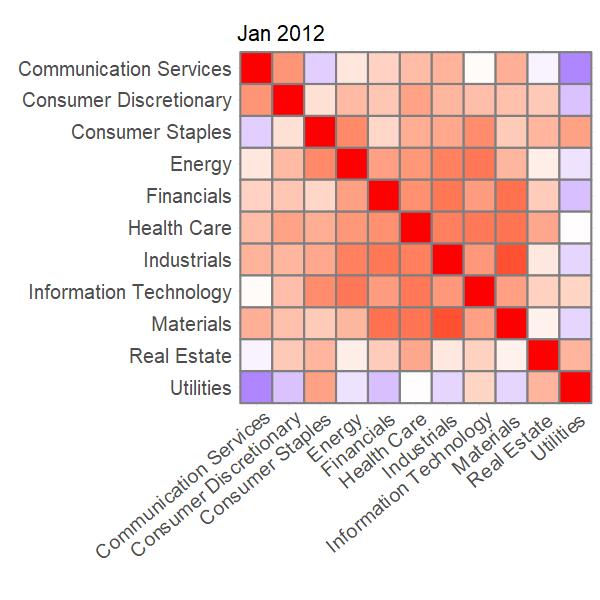 Jan 2012
Communication Services
Consumer Discretionary
Consumer Staples
Energy
Financials
Health Care
Industrials
Information Technology
Materials
Real Estate
Utilities
Communication Services
Consumer Discretionary
Consumer Staples
Energy
Financials
Health Care
Industrials
Information Technology
Materials
Real Estate
Utilities